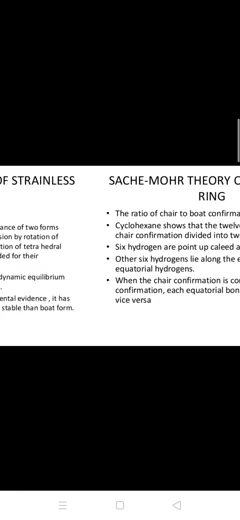 OF STRAINLESS
ance of two forms
sion by rotation of
tion of tetra hedral
ded for their
dynamic equilibrium
.
ental evidence , it has
stable than boat form.
SACHE-MOHR THEORY O
RING
• The ratio of chair to boat confirma
• Cyclohexane shows that the twelve
chair confirmation divided into tw
• Six hydrogen are point up caleed a
• Other six hydrogens lie along the e
equatorial hydrogens.
• When the chair confirmation is co
confirmation, each equatorial bon
vice versa